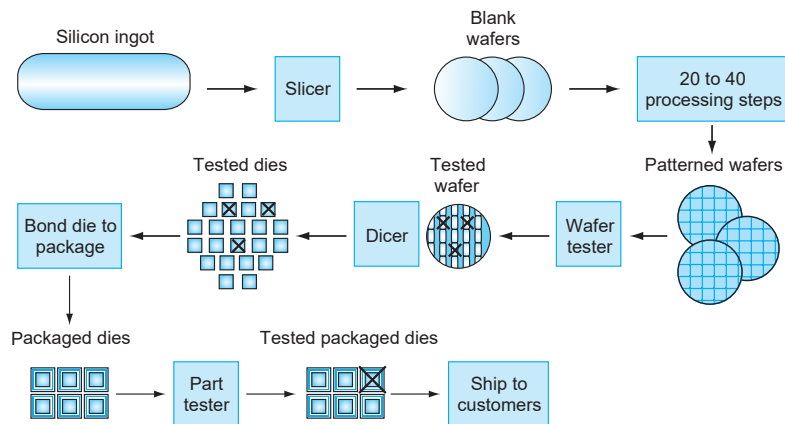 Silicon ingot
Slicer
Blank
wafers
20 to 40
processing steps
Patterned wafers
Wafer
tester
Tested
wafer
Dicer
Tested dies
Bond die to
package
Packaged dies
Part
tester
Tested packaged dies
Ship to
customers